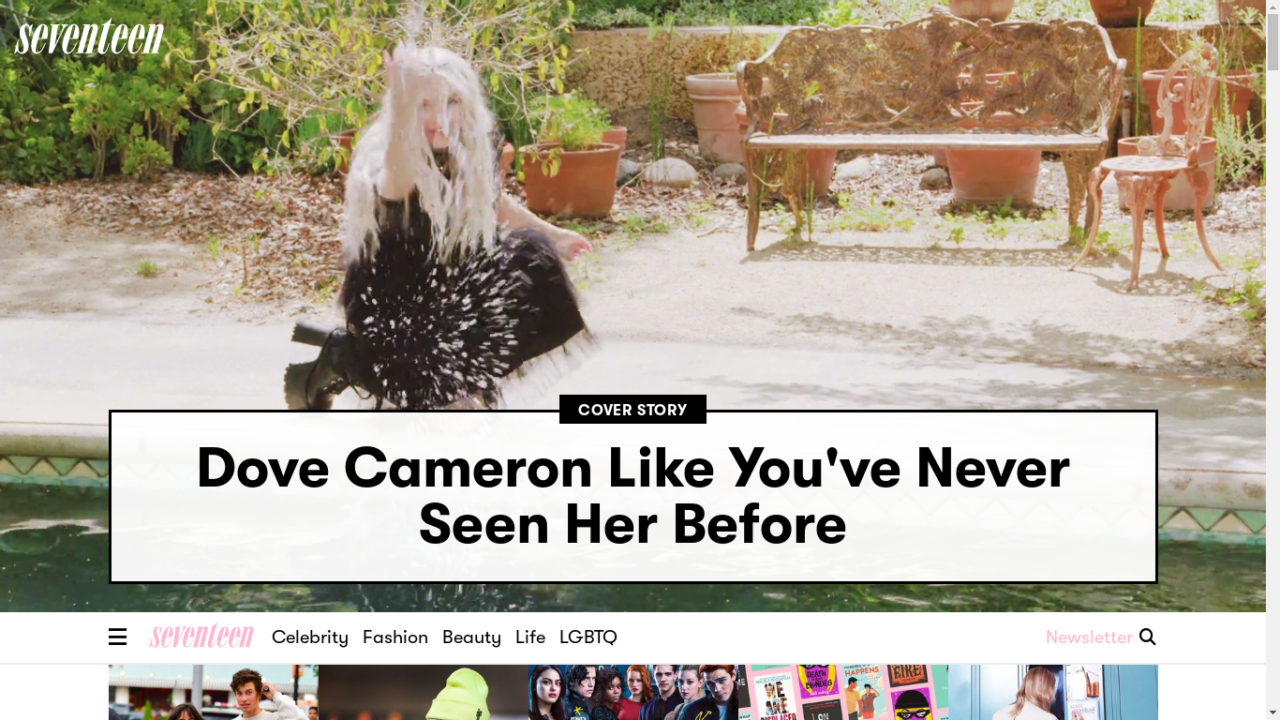 seventeen
COVER STORY
Dove Cameron Like You've Never
Seen Her Before
seventeen Celebrity Fashion Beauty Life LGBTQ Newsletter